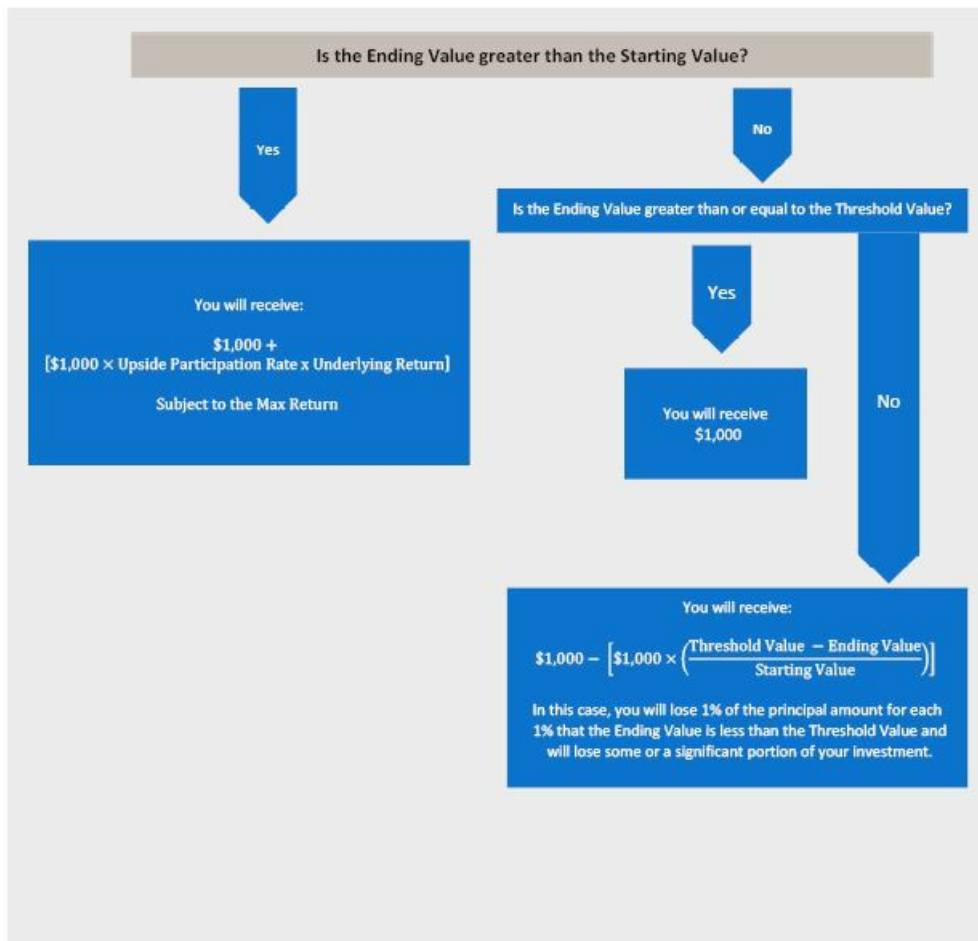 Is the Ending Value greater than the Starting Value?
Yes
No
Is the Ending Value greater than or equal to the Threshold Value?
You will receive:
$1,000 +
[$1,000 × Upside Participation Rate x Underlying Return]
Subject to the Max Return
Yes
No
You will receive
$1,000
You will receive:
$1,000 − [$1,000 × (Threshold Value − Ending Value
Starting Value)]
In this case, you will lose 1% of the principal amount for each
1% that the Ending Value is less than the Threshold Value and
will lose some or a significant portion of your investment.